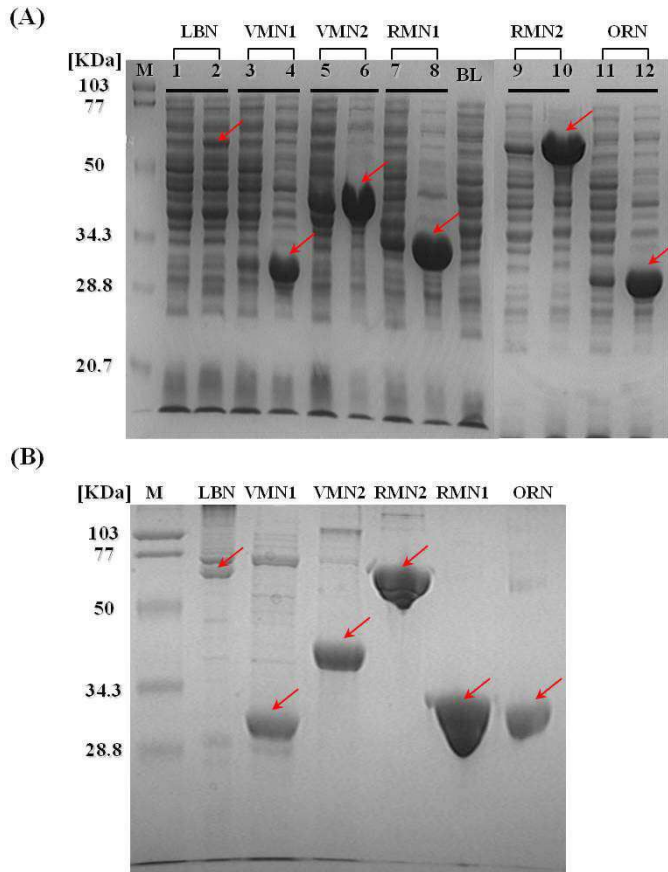 (A)
LBN VMN1 VMN2 RMN1 RMN2 ORN
[KDa] M 1 2 3 4 5 6 7 8 BL 9 10 11 12
103
77
50
34.3
28.8
20.7
(B)
[KDa] M LBN VMN1 VMN2 RMN2 RMN1 ORN
103
77
50
34.3
28.8